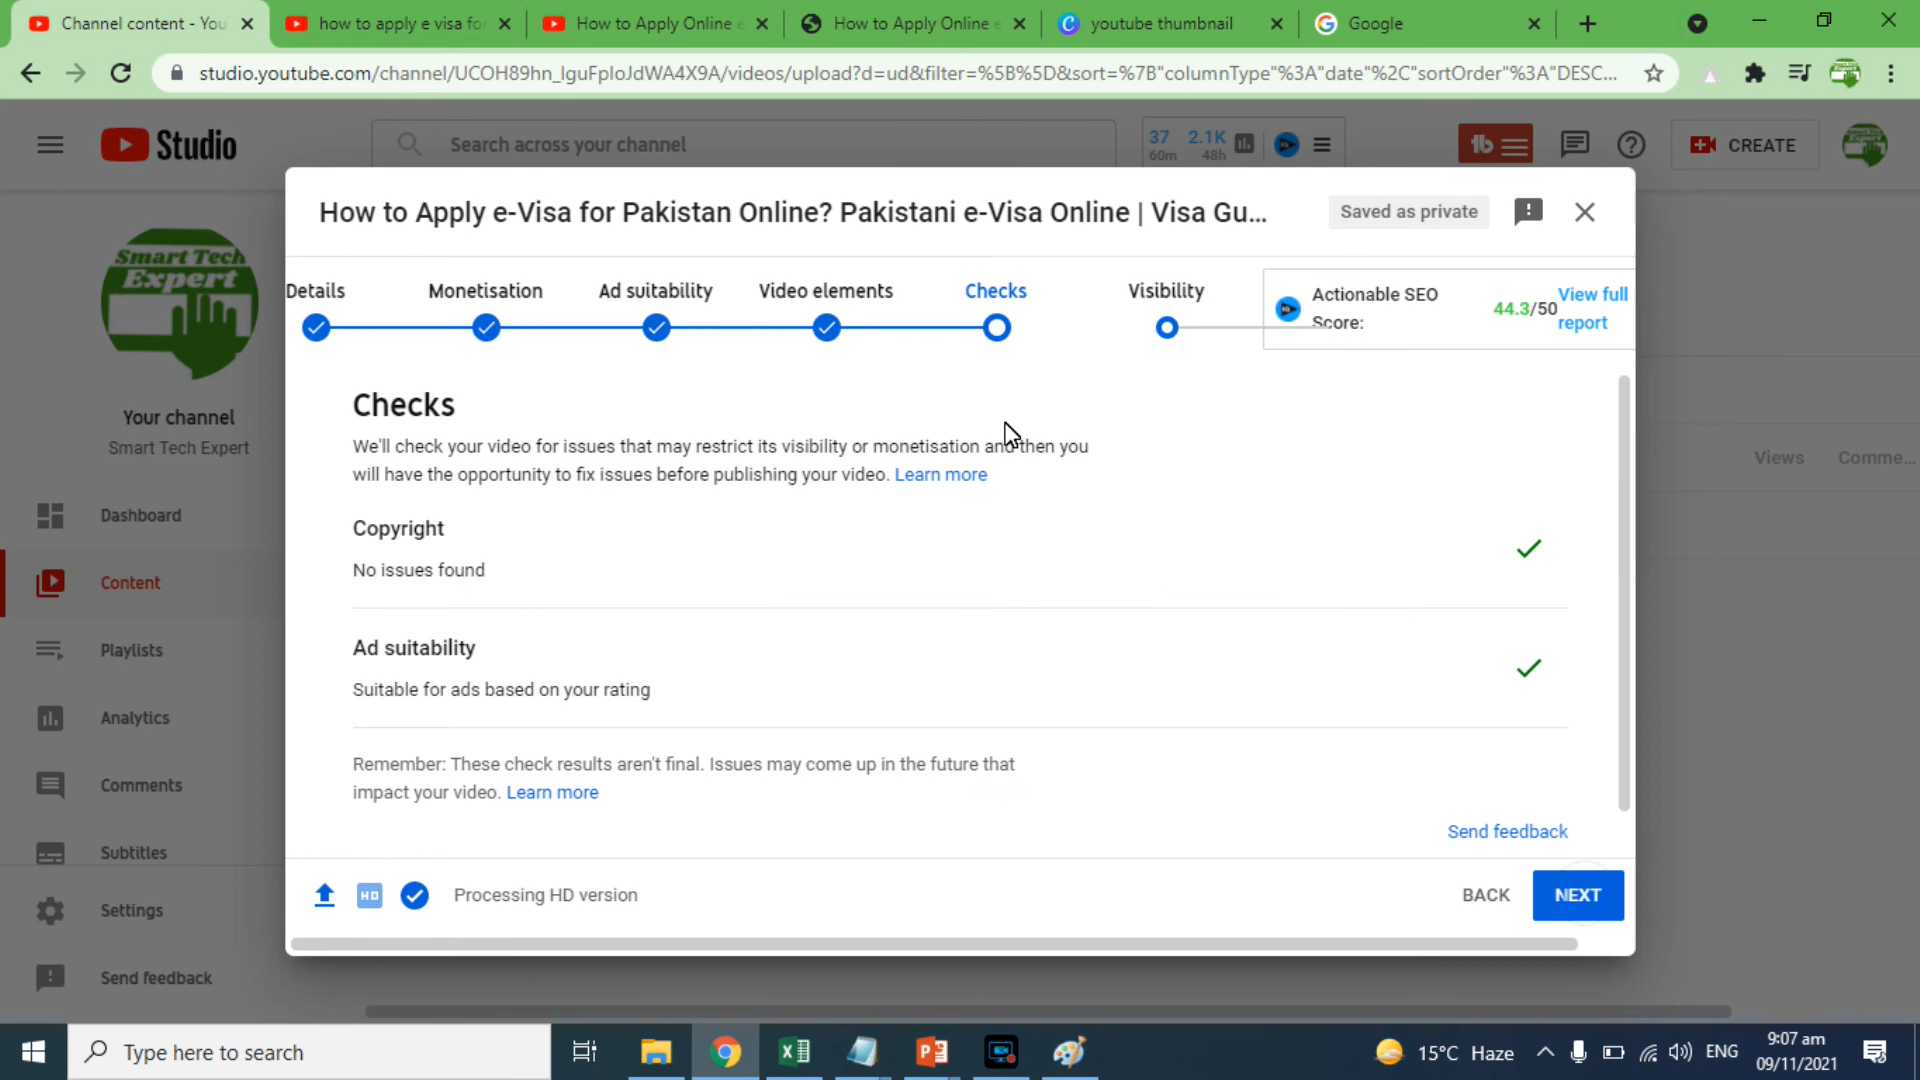 Channel content - You
how to apply e visa for
How to Apply Online e
How to Apply Online e
youtube thumbnail
Google
studio.youtube.com/channel/UCOH89hn_IguFpIoJdWA4X9A/videos/upload?d=ud&filter=%5B%5D&sort=%7B"columnType"%3A"date"%2C"sortOrder"%3A"DESC...
Studio
Search across your channel
37
60m
2.1K
48h
CREATE
How to Apply e-Visa for Pakistan Online? Pakistani e-Visa Online | Visa Gu...
Saved as private
Details
Monetisation
Ad suitability
Video elements
Checks
Visibility
Actionable SEO
Score:
44.3/50
View full
report
Smart Tech
Expert
Your channel
Smart Tech Expert
Dashboard
Content
Playlists
Analytics
Comments
Subtitles
Settings
Send feedback
Views
Comme...
Checks
We'll check your video for issues that may restrict its visibility or monetisation and then you
will have the opportunity to fix issues before publishing your video. Learn more
Copyright
No issues found
Ad suitability
Suitable for ads based on your rating
Remember: These check results aren't final. Issues may come up in the future that
impact your video. Learn more
Send feedback
HD
Processing HD version
BACK
NEXT
Type here to search
15°C Haze
ENG
9:07 am
09/11/2021